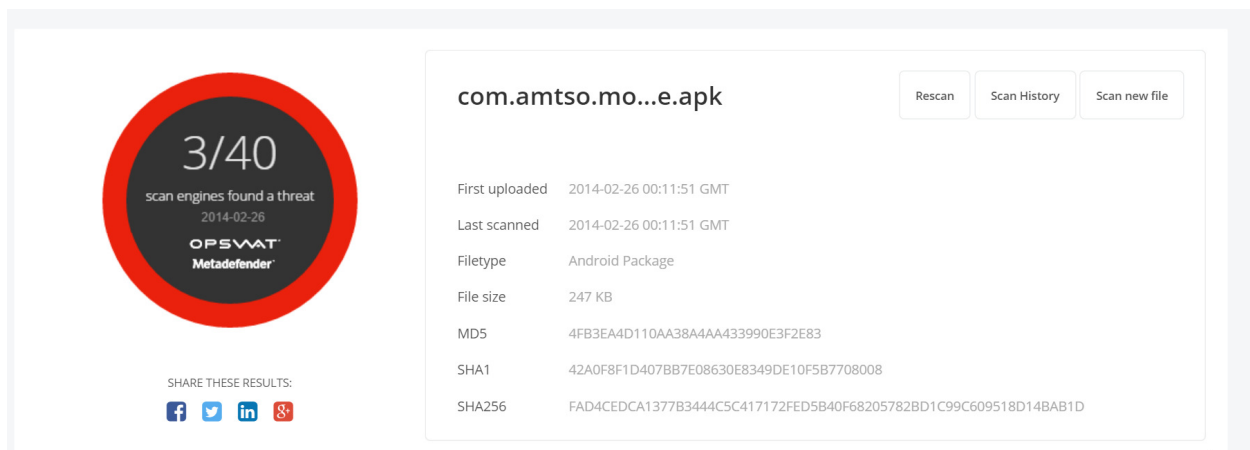 3/40
scan engines found a threat
2014-02-26
OPSWAT
Metadefender
SHARE THESE RESULTS:
com.amtso.mo...e.apk
Rescan
Scan History
Scan new file
First uploaded 2014-02-26 00:11:51 GMT
Last scanned 2014-02-26 00:11:51 GMT
Filetype Android Package
File size 247 KB
MD5 4FB3EA4D110AA38A4AA433990E3F2E83
SHA1 42A0F8F1D407BB7E08630E8349DE10F5B7708008
SHA256 FAD4CEDCA1377B3444C5C417172FED5B40F68205782BD1C99C609518D14BAB1D